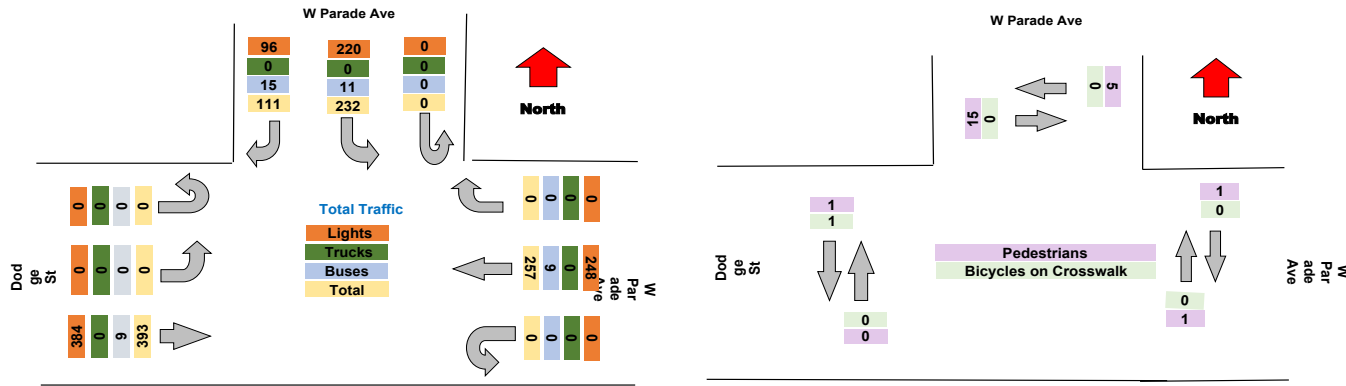 W Parade Ave
96 220 0
0 0 0
15 11 0
111 232 0
North
0 0 0 0
0 0 0 0
Total Traffic
Lights
Trucks
Buses
Total
Dod
ge St
0 0 0 0
257 9 0 248
W
Par
ade
Ave
384 0 9 393
0 0 0 0
W Parade Ave
0 5
15 0
North
1
1
1
0
Dod
ge St
Pedestrians
Bicycles on Crosswalk
W
Par
ade
Ave
0
1
0
0